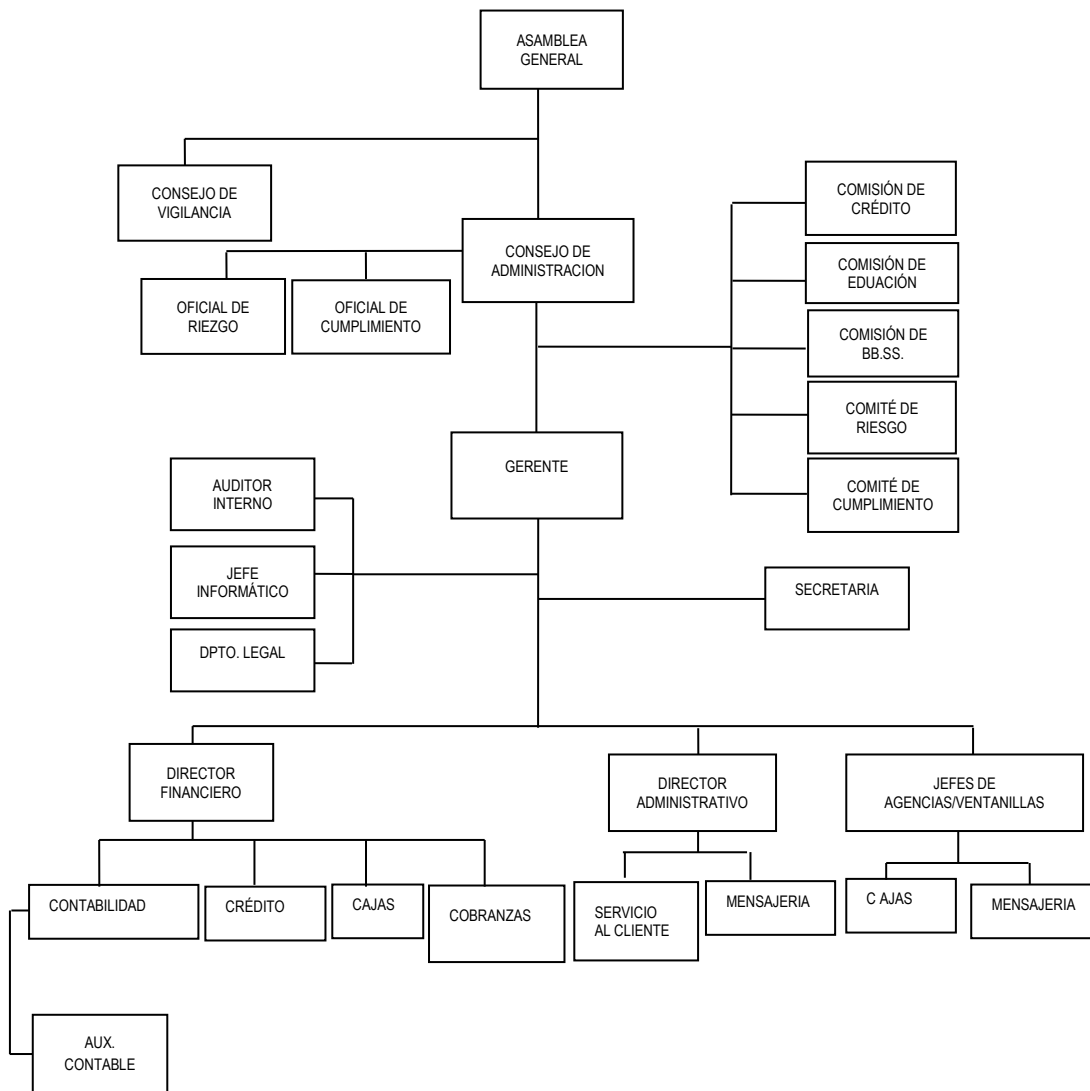 ASAMBLEA
GENERAL
CONSEJO DE
VIGILANCIA
CONSEJO DE
ADMINISTRACION
OFICIAL DE
RIEZGO
OFICIAL DE
CUMPLIMIENTO
COMISIÓN DE
CRÉDITO
COMISIÓN DE
EDUACIÓN
COMISIÓN DE
BB.SS.
COMITÉ DE
RIESGO
COMITÉ DE
CUMPLIMIENTO
GERENTE
AUDITOR
INTERNO
JEFE
INFORMÁTICO
DPTO. LEGAL
SECRETARIA
DIRECTOR
FINANCIERO
DIRECTOR
ADMINISTRATIVO
JEFES DE
AGENCIAS/VENTANILLAS
CONTABILIDAD
CRÉDITO
CAJAS
COBRANZAS
SERVICIO
AL CLIENTE
MENSAJERIA
C AJAS
MENSAJERIA
AUX.
CONTABLE